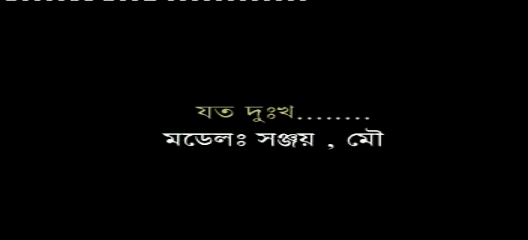 যত দুঃখ........
মডেলঃ সঞ্জয় , মৌ